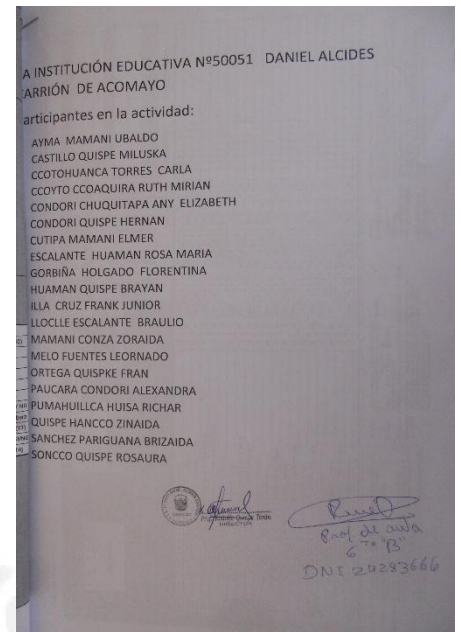 A INSTITUCIÓN EDUCATIVA Nº50051 DANIEL ALCIDES
ARRIÓN DE ACOMAYO
articipantes en la actividad:
AYMA MAMANI UBALDO
CASTILLO QUISPE MILUSKA
CCOTOHUANCA TORRES CARLA
CCOYTO CCOAQUIRA RUTH MIRIAN
CONDORI CHUQUITAPA ANY ELIZABETH
CONDORI QUISPE HERNAN
CUTIPA MAMANI ELMER
ESCALANTE HUAMAN ROSA MARIA
GORBIÑA HOLGADO FLORENTINA
HUAMAN QUISPE BRAYAN
ILLA CRUZ FRANK JUNIOR
LLOCLLE ESCALANTE BRAULIO
MAMANI CONZA ZORAIDA
MELO FUENTES LEORNADO
ORTEGA QUISPKE FRAN
PAUCARA CONDORI ALEXANDRA
PUMAHUILLCA HUISA RICHAR
QUISPE HANCCO ZINAIDA
SANCHEZ PARIGUANA BRIZAIDA
SONCCO QUISPE ROSAURA
DIRECTOR
Prof de aula
6 to "B"
DNI 24283666